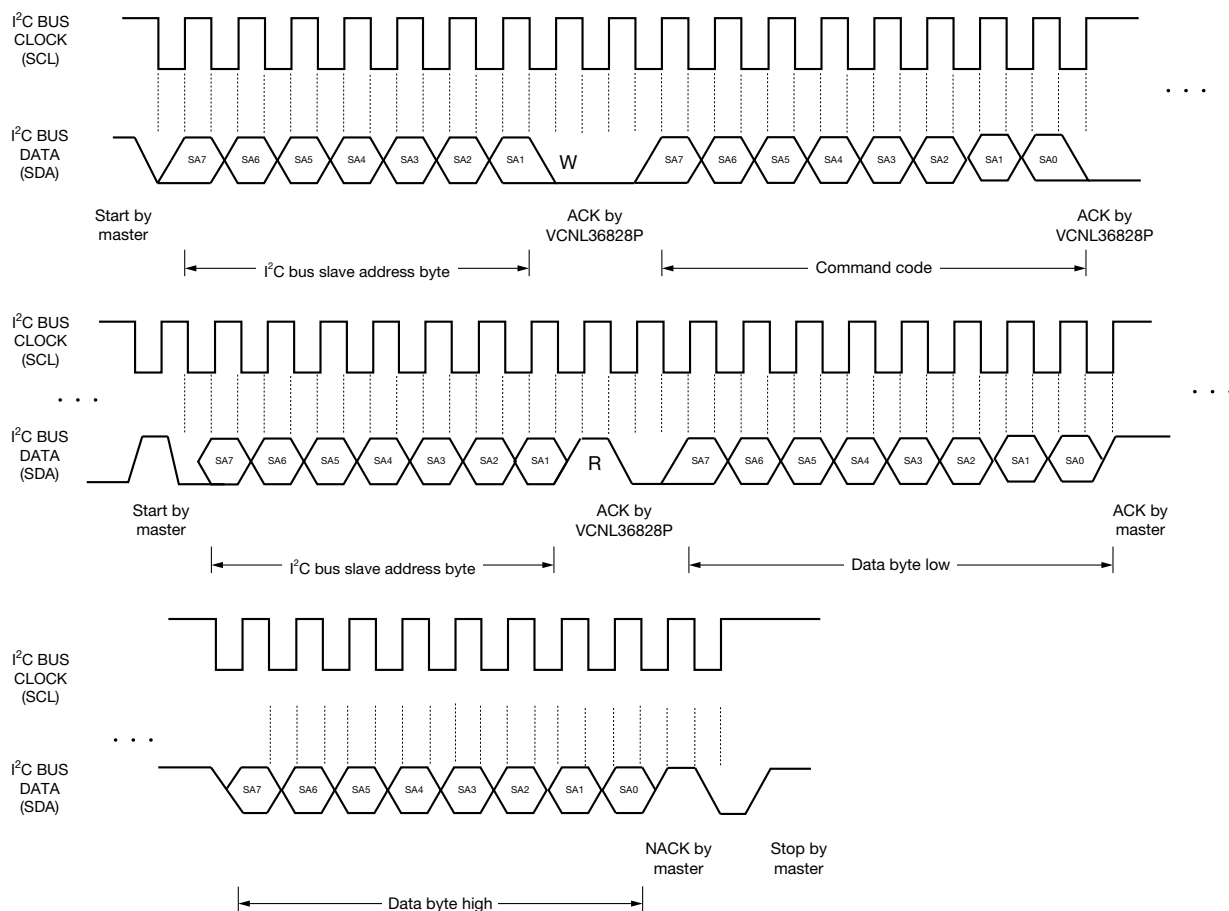 I²C BUS
CLOCK
(SCL)
. . .
I²C BUS
DATA
(SDA)
SA7 SA6 SA5 SA4 SA3 SA2 SA1 W SA7 SA6 SA5 SA4 SA3 SA2 SA1 SA0
Start by
master
ACK by
VCNL36828P
ACK by
VCNL36828P
I²C bus slave address byte
Command code
I²C BUS
CLOCK
(SCL)
. . .
. . .
I²C BUS
DATA
(SDA)
SA7 SA6 SA5 SA4 SA3 SA2 SA1 R SA7 SA6 SA5 SA4 SA3 SA2 SA1 SA0
Start by
master
ACK by
VCNL36828P
ACK by
master
I²C bus slave address byte
Data byte low
I²C BUS
CLOCK
(SCL)
. . .
I²C BUS
DATA
(SDA)
SA7 SA6 SA5 SA4 SA3 SA2 SA1 SA0
NACK by
master
Stop by
master
Data byte high